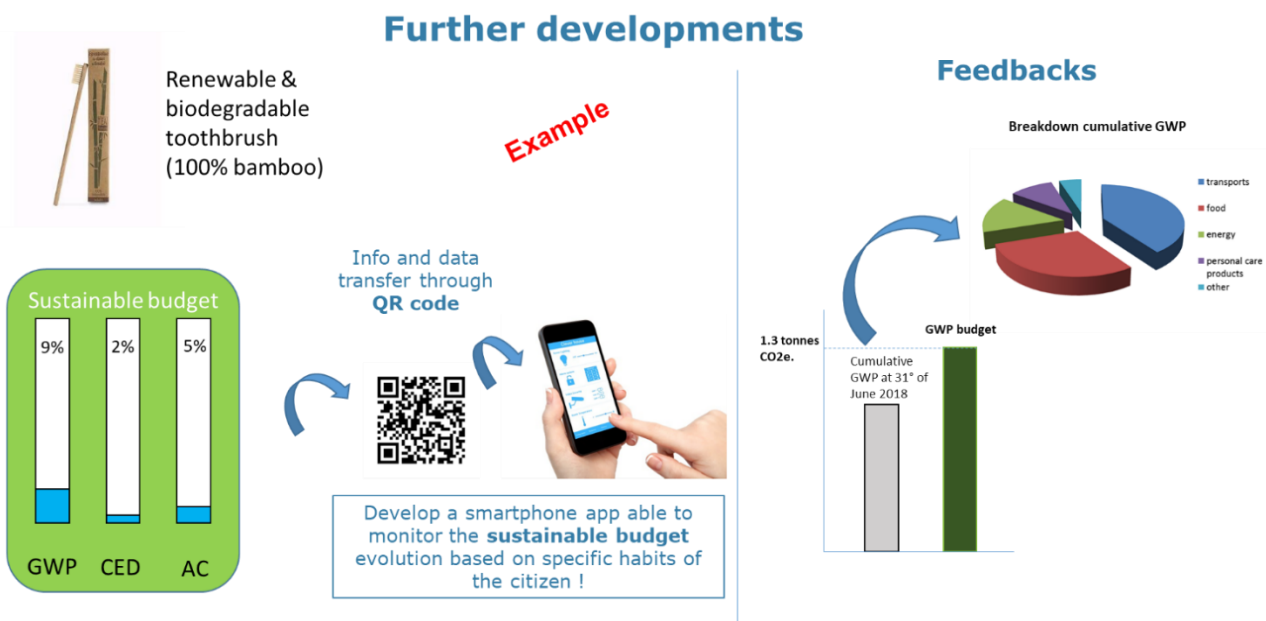 Further developments
Renewable &
biodegradable
toothbrush
(100% bamboo)
Example
Sustainable budget
9%
2%
5%
GWP
CED
AC
Info and data
transfer through
QR code
Develop a smartphone app able to
monitor the sustainable budget
evolution based on specific habits of
the citizen !
Feedbacks
Breakdown cumulative GWP
transports
food
energy
personal care
products
other
1.3 tonnes
CO2e.
GWP budget
Cumulative
GWP at 31° of
June 2018